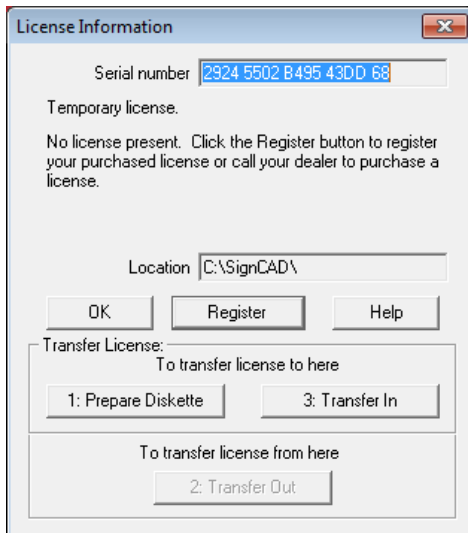 License Information
Serial number 2924 5502 B495 43DD 68
Temporary license.
No license present. Click the Register button to register
your purchased license or call your dealer to purchase a
license.
Location C:\SignCAD\
OK Register Help
Transfer License:
To transfer license to here
1: Prepare Diskette 3: Transfer In
To transfer license from here
2: Transfer Out